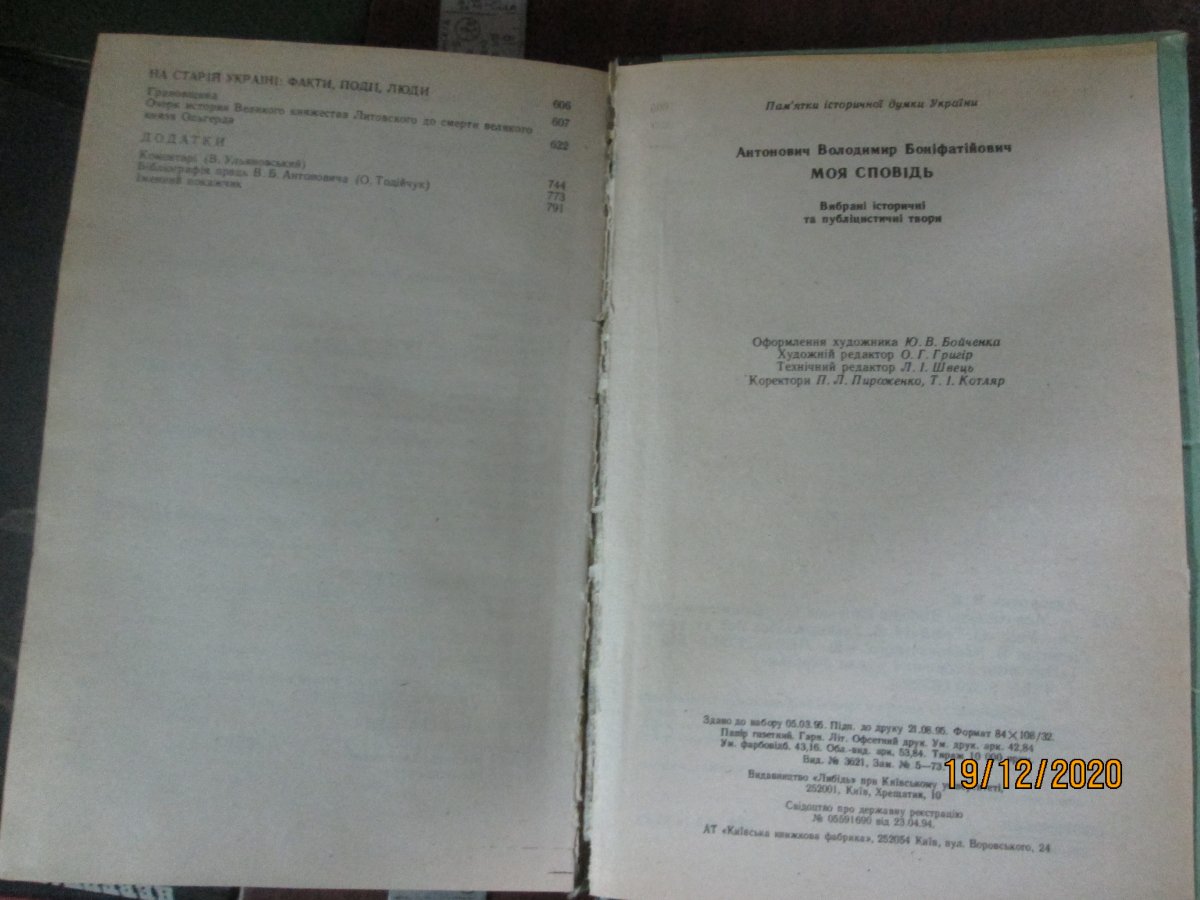 НА СТАРІЙ УКРАЇНІ: ФАКТИ, ПОДІЇ, ЛЮДИ 606
Грановщина 607
Очерк истории Великого княжества Литовского до смерти великого
князя Ольгерда 622
ДОДАТКИ
Коментарі (В. Ульяновський) 744
Бібліографія праць В. Б. Антоновича (О. Тодійчук) 773
Іменний покажчик 791
Пам'ятки історичної думки України
Антонович Володимир Боніфатійович
МОЯ СПОВІДЬ
Вибрані історичні
та публіцистичні твори
Оформлення художника Ю. В. Бойченка
Художній редактор О. Г. Григір
Технічний редактор Л. І. Швець
Коректори П. Л. Пироженко, Т. І. Котляр
Здано до набору 05.03.95. Підп. до друку 21.06.95. Формат 84×108/32.
Папір газетний. Гарн. Літ. Офсетний друк. Ум. друк. арк. 42,84
Ум. фарбовідб. 43,16. Обл.-вид. арк. 53,84. Тираж 10 000
Вид. № 3621, Зам. № 5—73
Видавництво «Либідь» при Київському університеті,
252001, Київ, Хрещатик, 10
Свідоцтво про державну реєстрацію
№ 05591690 від 23.04.94.
АТ «Київська книжкова фабрика», 252054 Київ, вул. Воровського, 24
19/12/2020